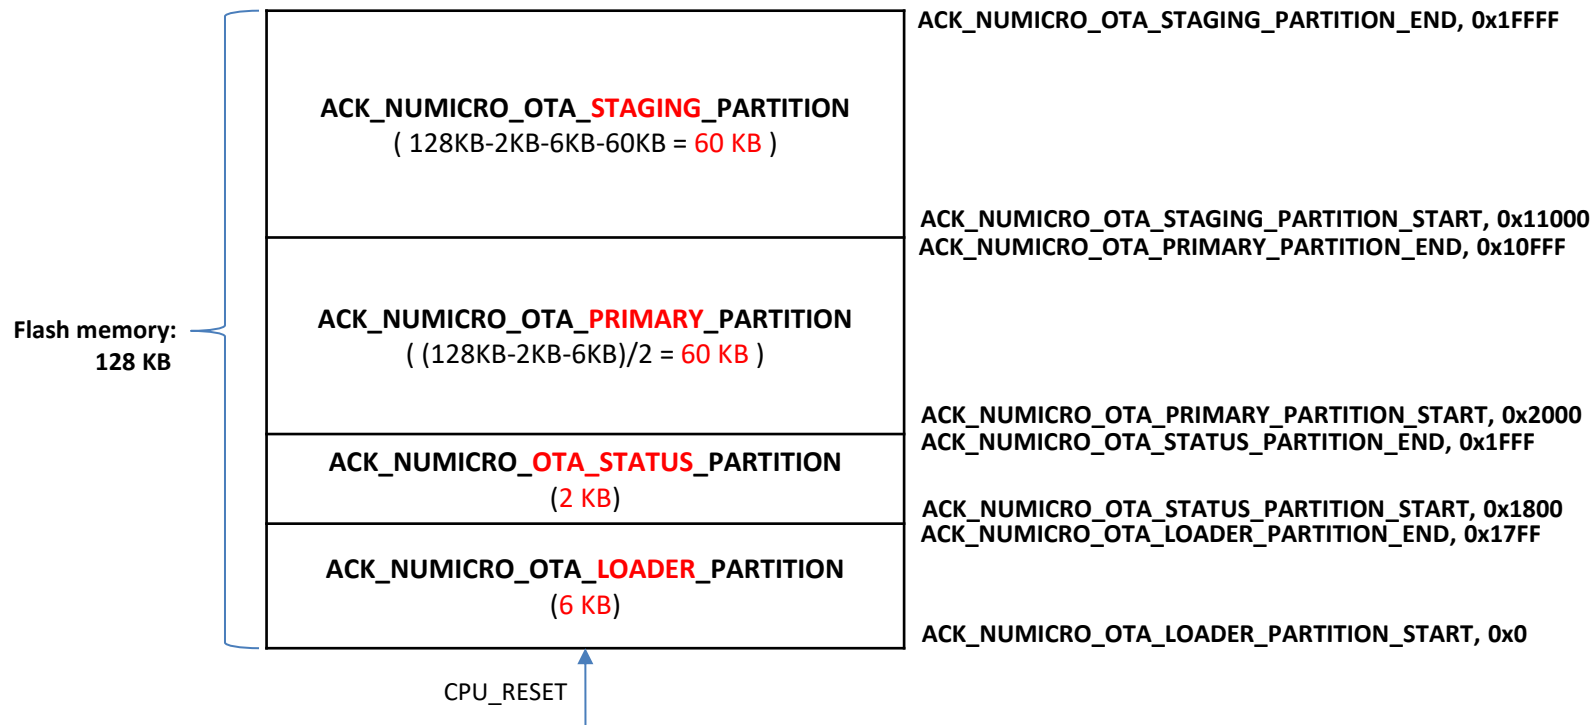 ACK_NUMICRO_OTA_STAGING_PARTITION_END, 0x1FFFF
ACK_NUMICRO_OTA_STAGING_PARTITION
( 128KB-2KB-6KB-60KB = 60 KB )
ACK_NUMICRO_OTA_STAGING_PARTITION_START, 0x11000
ACK_NUMICRO_OTA_PRIMARY_PARTITION_END, 0x10FFF
Flash memory:
128 KB
ACK_NUMICRO_OTA_PRIMARY_PARTITION
( (128KB-2KB-6KB)/2 = 60 KB )
ACK_NUMICRO_OTA_PRIMARY_PARTITION_START, 0x2000
ACK_NUMICRO_OTA_STATUS_PARTITION_END, 0x1FFF
ACK_NUMICRO_OTA_STATUS_PARTITION
(2 KB)
ACK_NUMICRO_OTA_STATUS_PARTITION_START, 0x1800
ACK_NUMICRO_OTA_LOADER_PARTITION_END, 0x17FF
ACK_NUMICRO_OTA_LOADER_PARTITION
(6 KB)
ACK_NUMICRO_OTA_LOADER_PARTITION_START, 0x0
CPU_RESET